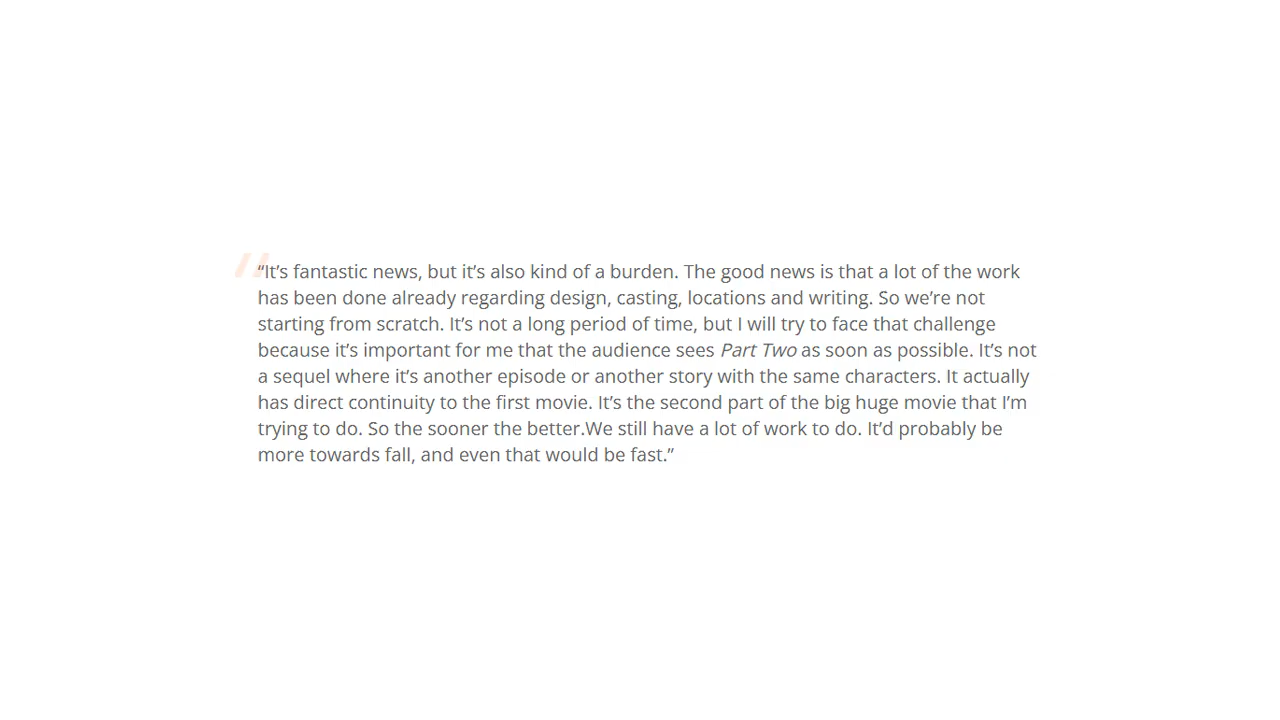 “It’s fantastic news, but it’s also kind of a burden. The good news is that a lot of the work
has been done already regarding design, casting, locations and writing. So we’re not
starting from scratch. It’s not a long period of time, but I will try to face that challenge
because it’s important for me that the audience sees Part Two as soon as possible. It’s not
a sequel where it’s another episode or another story with the same characters. It actually
has direct continuity to the first movie. It’s the second part of the big huge movie that I’m
trying to do. So the sooner the better.We still have a lot of work to do. It’d probably be
more towards fall, and even that would be fast.”